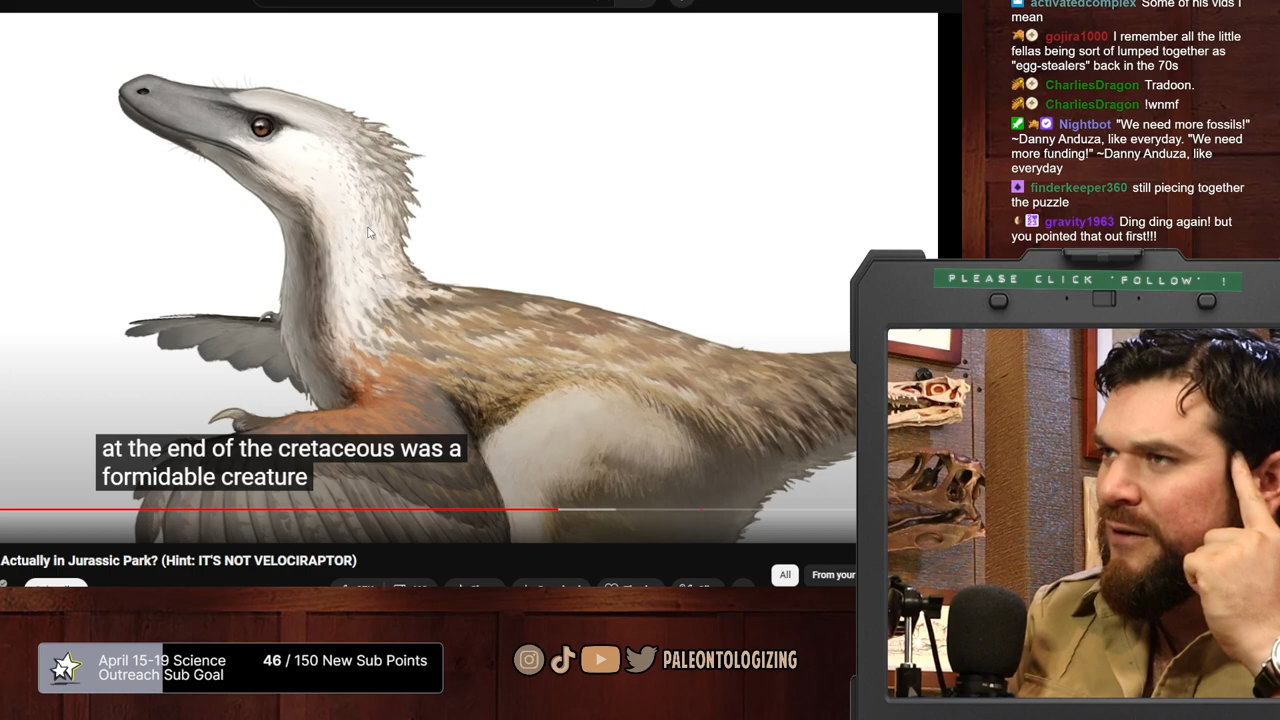 activatedcomplex Some of his vids I
mean
gojira1000 I remember all the little
fellas being sort of lumped together as
"egg-stealers" back in the 70s
CharliesDragon Tradoon.
CharliesDragon !wnmf
Nightbot "We need more fossils!"
~Danny Anduza, like everyday. "We
need more funding!" ~Danny Anduza, like
everyday
finderkeeper360 still piecing together
the puzzle
gravity1963 Ding ding again! but
you pointed that out first!!!
PLEASE CLICK 'FOLLOW' !
at the end of the cretaceous was a
formidable creature
Actually in Jurassic Park? (Hint: IT'S NOT VELOCIRAPTOR)
All
From your
April 15-19 Science
Outreach Sub Goal
46 / 150 New Sub Points
PALEONTOLOGIZING